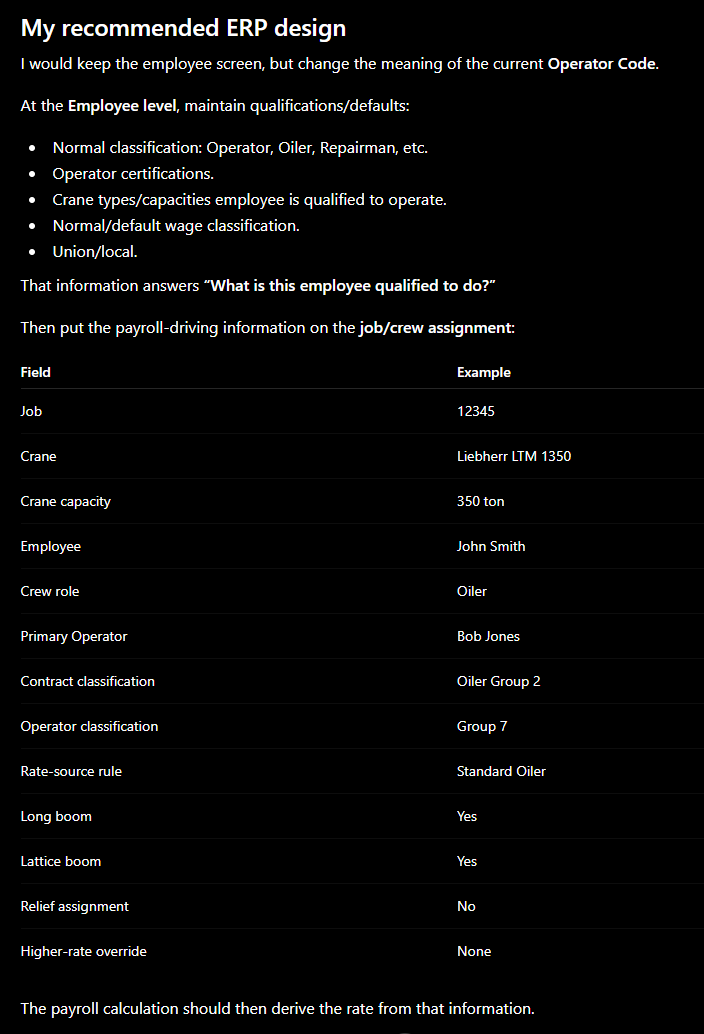 My recommended ERP design
I would keep the employee screen, but change the meaning of the current Operator Code.
At the Employee level, maintain qualifications/defaults:
• Normal classification: Operator, Oiler, Repairman, etc.
• Operator certifications.
• Crane types/capacities employee is qualified to operate.
• Normal/default wage classification.
• Union/local.
That information answers “What is this employee qualified to do?”
Then put the payroll-driving information on the job/crew assignment:
Field Example
Job 12345
Crane Liebherr LTM 1350
Crane capacity 350 ton
Employee John Smith
Crew role Oiler
Primary Operator Bob Jones
Contract classification Oiler Group 2
Operator classification Group 7
Rate-source rule Standard Oiler
Long boom Yes
Lattice boom Yes
Relief assignment No
Higher-rate override None
The payroll calculation should then derive the rate from that information.